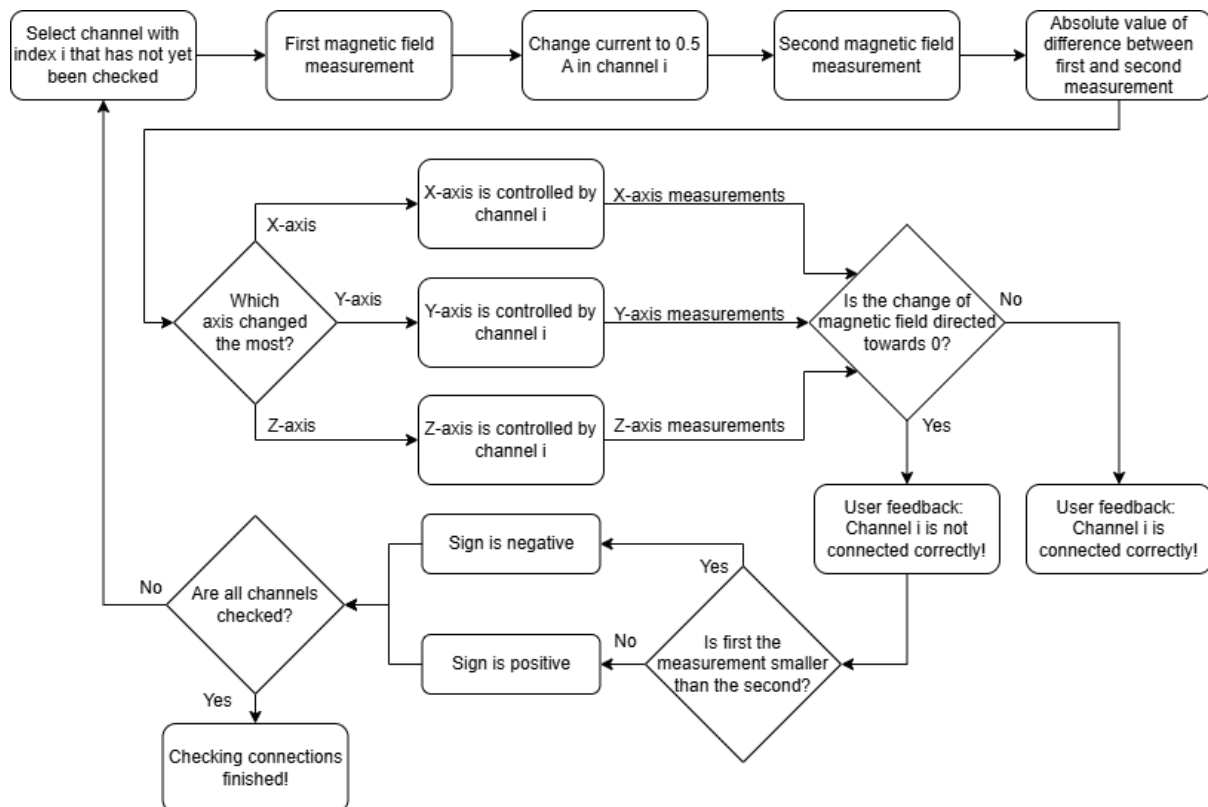 Select channel with
index i that has not yet
been checked
First magnetic field
measurement
Change current to 0.5
A in channel i
Second magnetic field
measurement
Absolute value of
difference between
first and second
measurement
Which
axis changed
the most?
X-axis
Y-axis
Z-axis
X-axis is controlled by
channel i
Y-axis is controlled by
channel i
Z-axis is controlled by
channel i
X-axis measurements
Y-axis measurements
Z-axis measurements
Is the change of
magnetic field directed
towards 0?
No
Yes
User feedback:
Channel i is not
connected correctly!
User feedback:
Channel i is
connected correctly!
Is first the
measurement smaller
than the second?
Yes
No
Sign is negative
Sign is positive
Are all channels
checked?
No
Yes
Checking connections
finished!